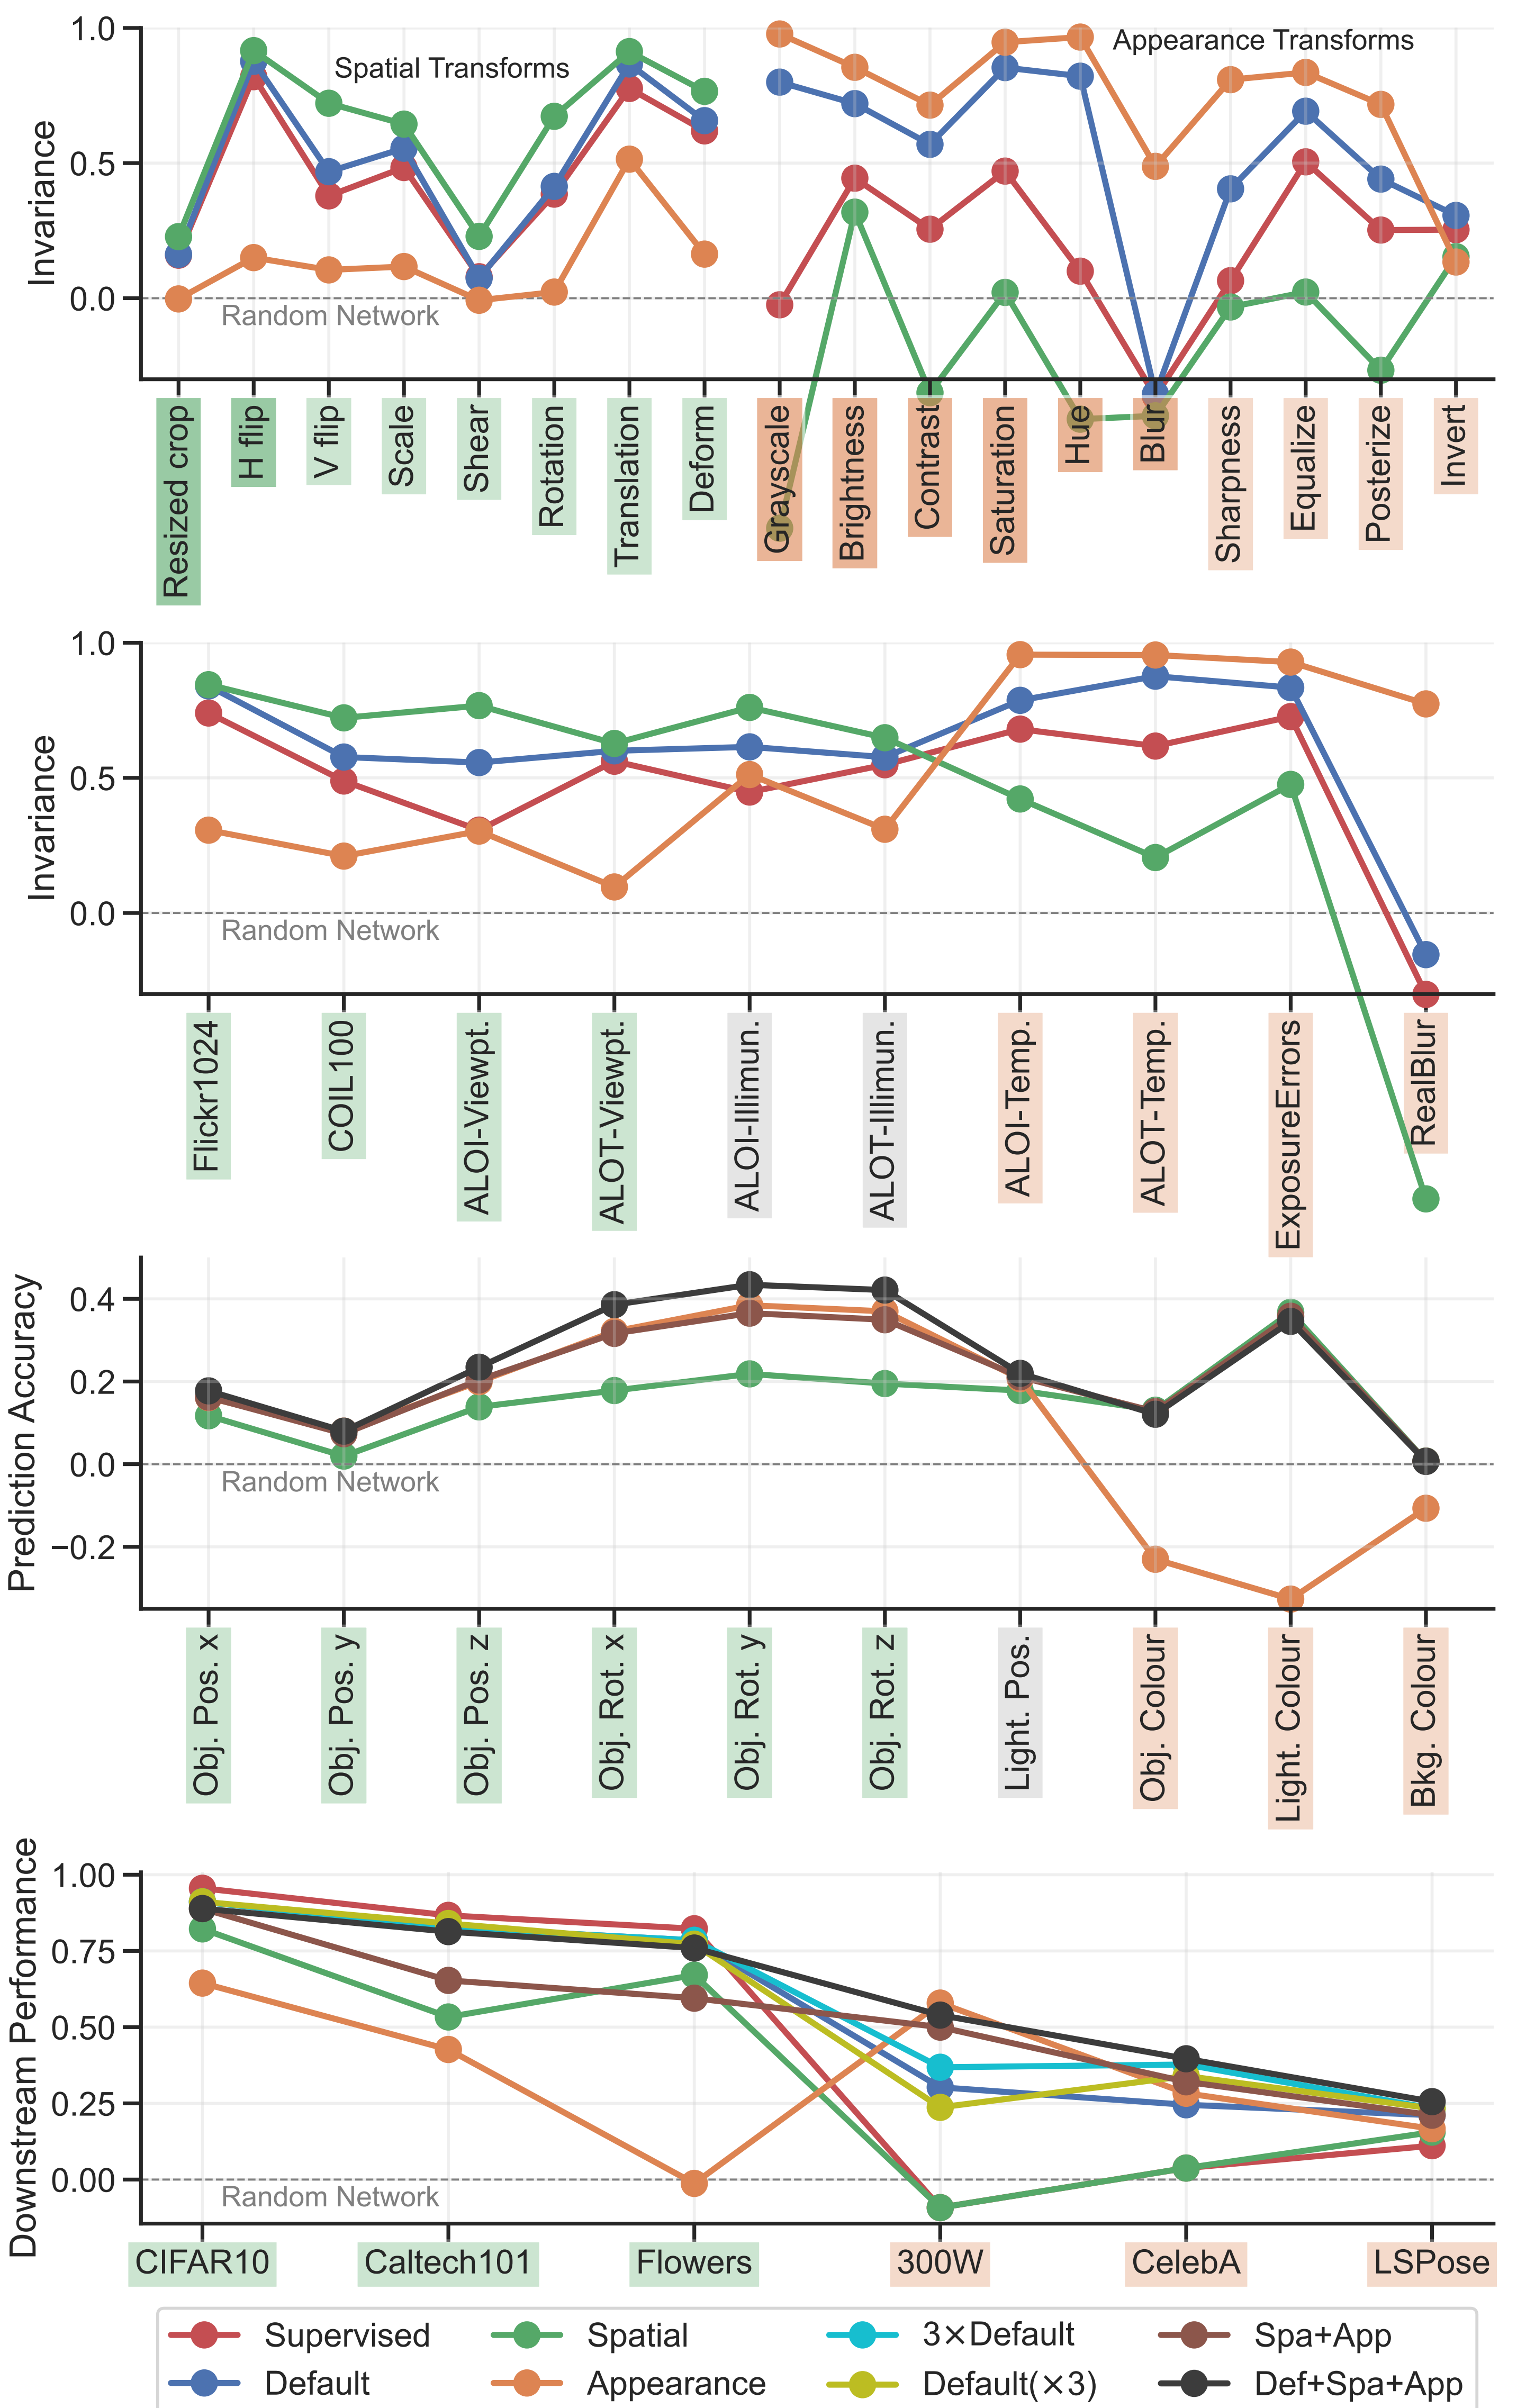 1.0
0.5
0.0
Invariance
Spatial Transforms
Appearance Transforms
Random Network
Resized crop
H flip
V flip
Scale
Shear
Rotation
Translation
Deform
Grayscale
Brightness
Contrast
Saturation
Hue
Blur
Sharpness
Equalize
Posterize
Invert
1.0
0.5
0.0
Invariance
Random Network
Flickr1024
COIL100
ALOI-Viewpt.
ALOT-Viewpt.
ALOI-Illimun.
ALOT-Illimun.
ALOI-Temp.
ALOT-Temp.
ExposureErrors
RealBlur
0.4
0.2
0.0
−0.2
Prediction Accuracy
Random Network
Obj. Pos. x
Obj. Pos. y
Obj. Pos. z
Obj. Rot. x
Obj. Rot. y
Obj. Rot. z
Light. Pos.
Obj. Colour
Light. Colour
Bkg. Colour
1.00
0.75
0.50
0.25
0.00
Downstream Performance
Random Network
CIFAR10
Caltech101
Flowers
300W
CelebA
LSPose
Supervised
Default
Spatial
Appearance
3×Default
Default(×3)
Spa+App
Def+Spa+App